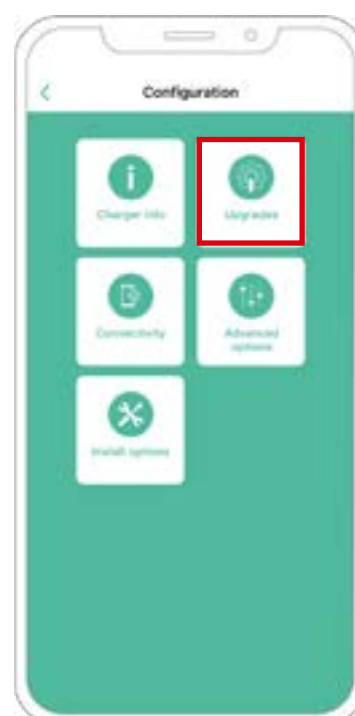 Configuration
Charger info
Upgrades
Connectivity
Advanced
options
Install options